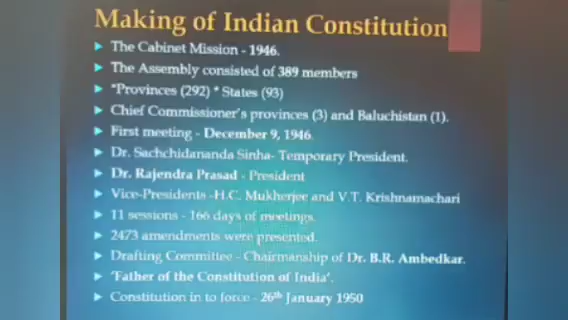 Making of Indian Constitution
The Cabinet Mission - 1946.
The Assembly consisted of 389 members
*Provinces (292) * States (93)
Chief Commissioner's provinces (3) and Baluchistan (1).
First meeting - December 9, 1946.
Dr. Sachchidananda Sinha- Temporary President.
Dr. Rajendra Prasad - President
Vice-Presidents -H.C. Mukherjee and V.T. Krishnamachari
11 sessions - 166 days of meetings.
2473 amendments were presented.
Drafting Committee - Chairmanship of Dr. B.R. Ambedkar.
'Father of the Constitution of India'.
Constitution in to force - 26th January 1950